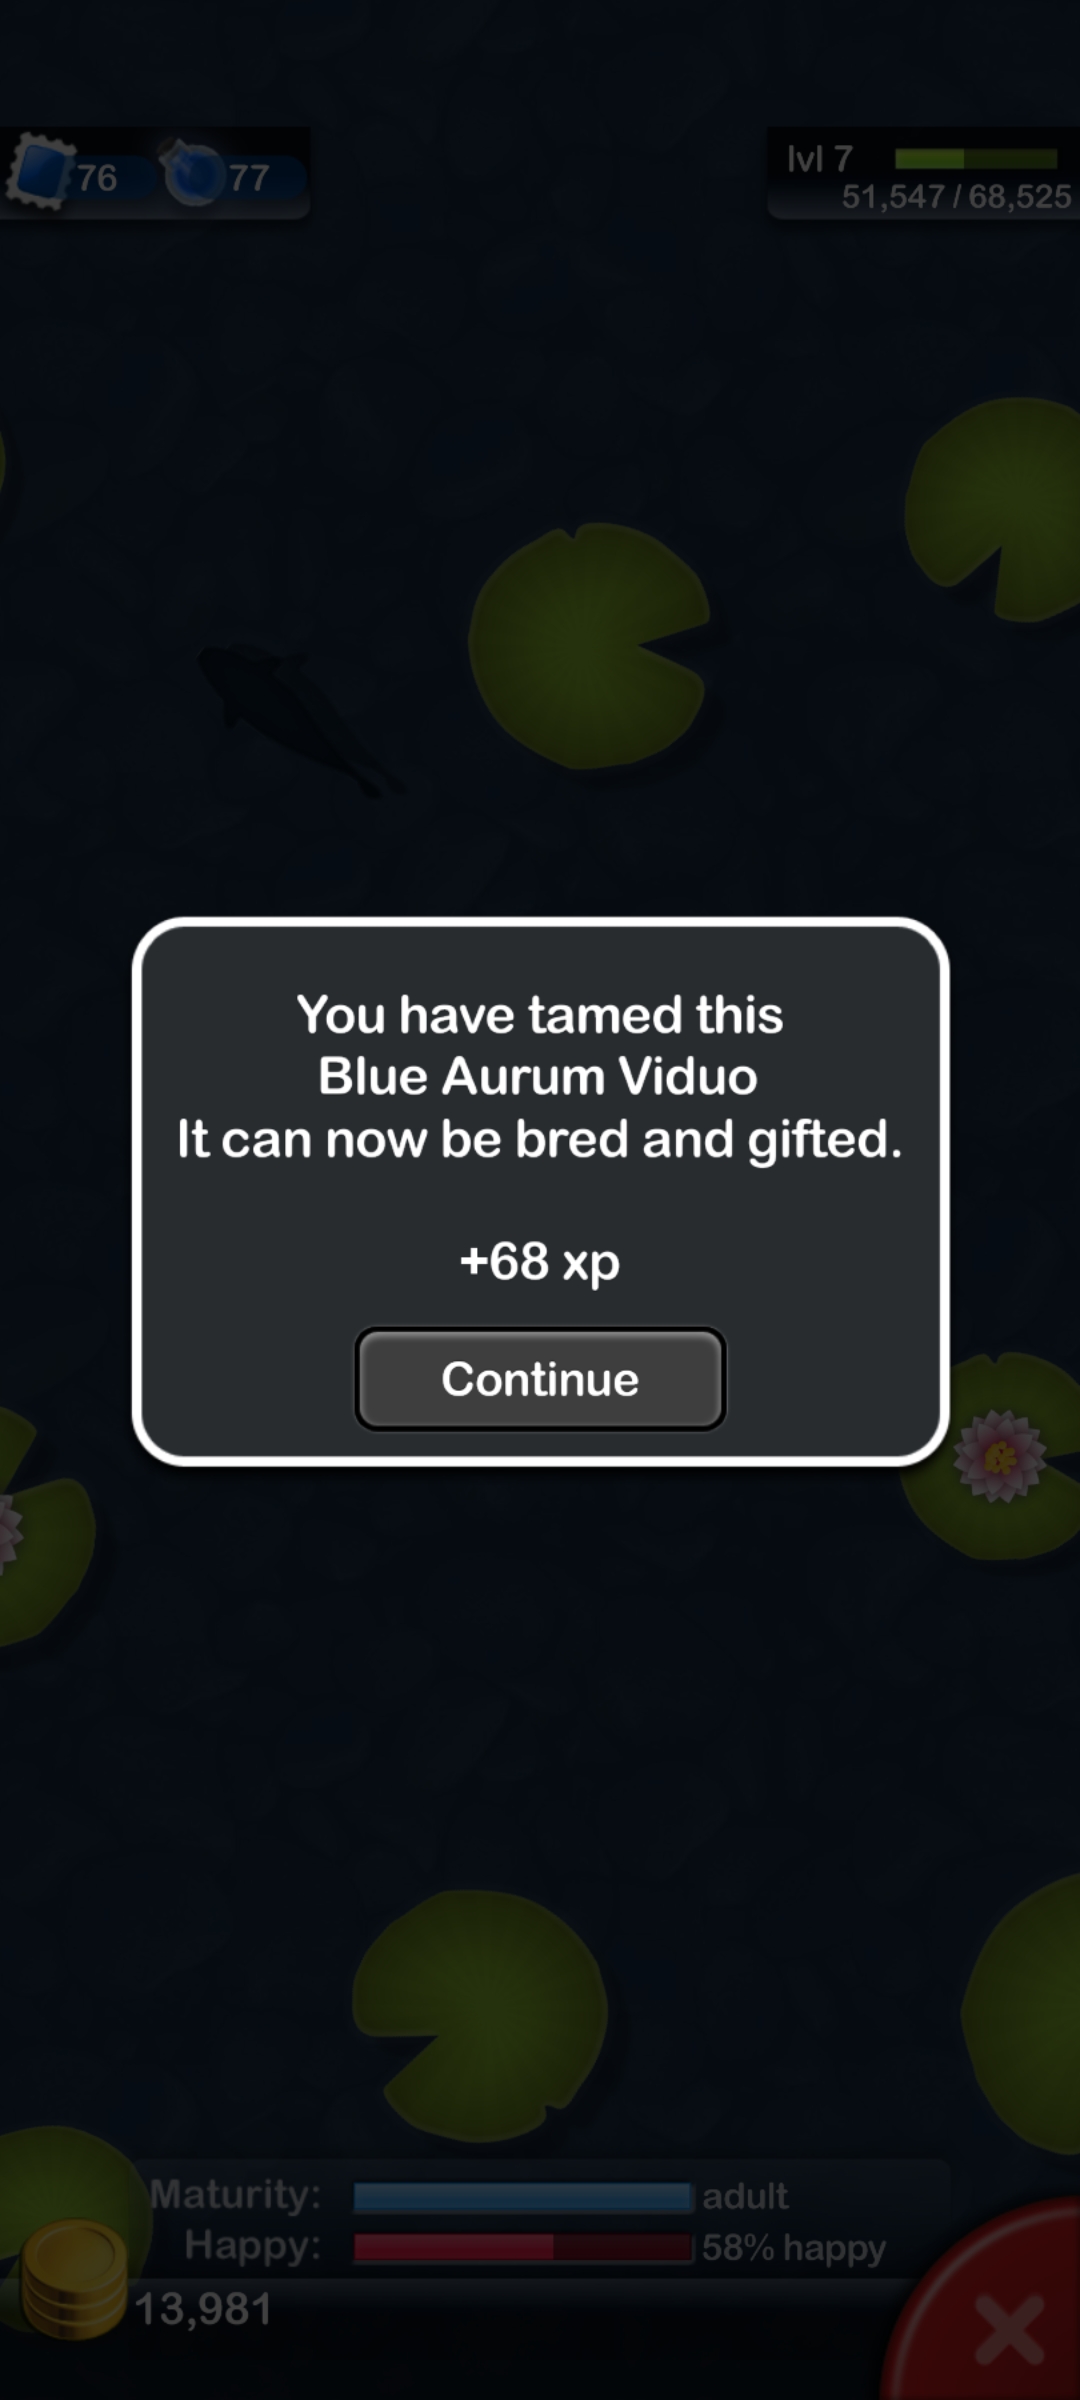 76
77
lvl 7
51,547 / 68,525
You have tamed this
Blue Aurum Viduo
It can now be bred and gifted.
+68 xp
Continue
Maturity: adult
Happy: 58% happy
13,981